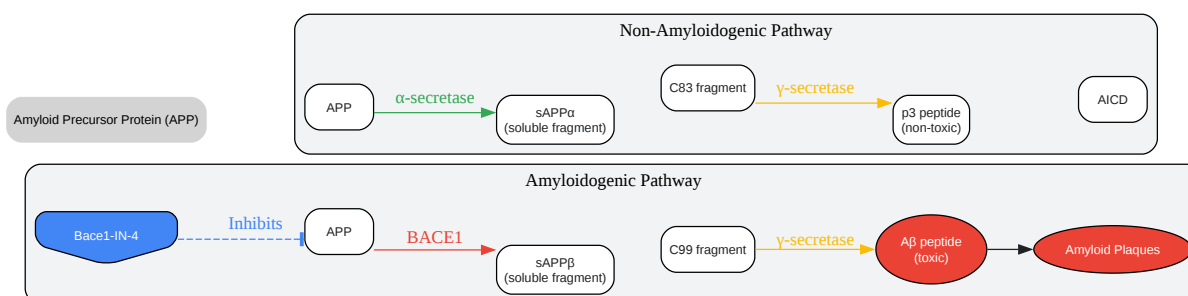 Non-Amyloidogenic Pathway
Amyloid Precursor Protein (APP)
APP
α-secretase
sAPPα
(soluble fragment)
C83 fragment
γ-secretase
p3 peptide
(non-toxic)
AICD
Amyloidogenic Pathway
Bace1-IN-4
Inhibits
APP
BACE1
sAPPβ
(soluble fragment)
C99 fragment
γ-secretase
Aβ peptide
(toxic)
Amyloid Plaques